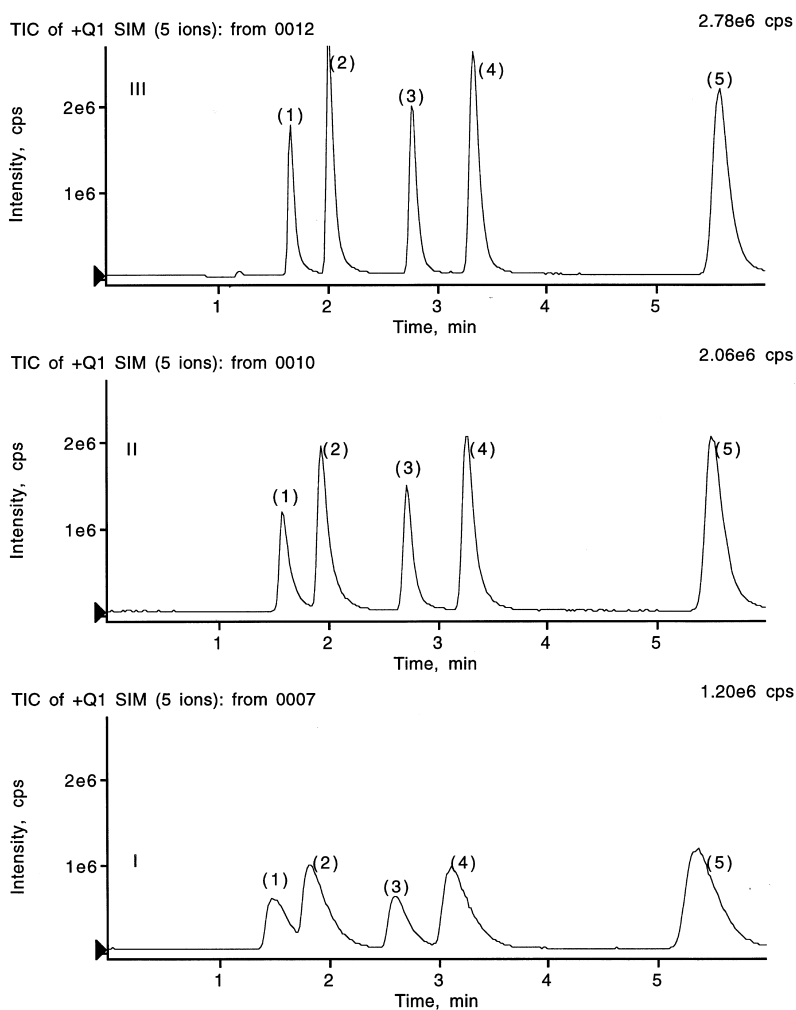 TIC of +Q1 SIM (5 ions): from 0012 2.78e6 cps
III
(2)
(4)
(5)
(3)
(1)
2e6
1e6
Intensity, cps
1 2 3 4 5
Time, min
TIC of +Q1 SIM (5 ions): from 0010 2.06e6 cps
II
(2)
(4)
(5)
(3)
(1)
2e6
1e6
Intensity, cps
1 2 3 4 5
Time, min
TIC of +Q1 SIM (5 ions): from 0007 1.20e6 cps
2e6
1e6
I
(1)
(2)
(3)
(4)
(5)
Intensity, cps
1 2 3 4 5
Time, min